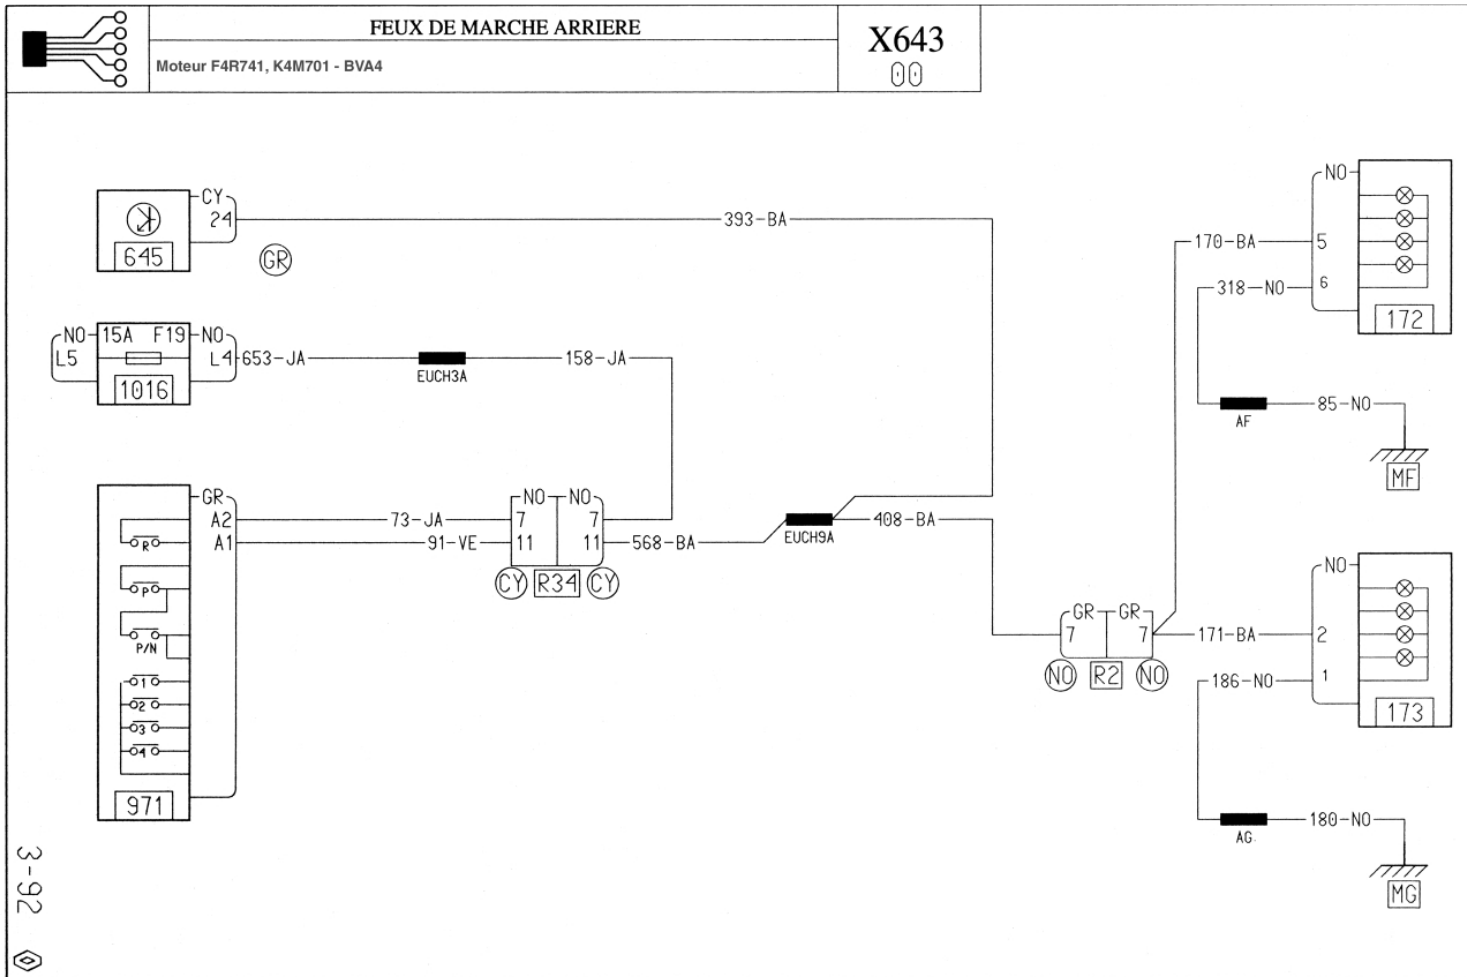 FEUX DE MARCHE ARRIERE
Moteur F4R741, K4M701 - BVA4
X643
00
CY
24
645
GR
393-BA
NO 15A F19 NO
L5 L4 653-JA
1016
EUCH3A
158-JA
GR
A2
A1
R
P
P/N
1
2
3
4
971
73-JA
91-VE
NO NO
7 7
11 11
CY R34 CY
568-BA
EUCH9A
408-BA
GR GR
7 7
NO R2 NO
NO
170-BA 5
318-NO 6
172
AF
85-NO
MF
NO
171-BA 2
186-NO 1
173
AG
180-NO
MG
3-92